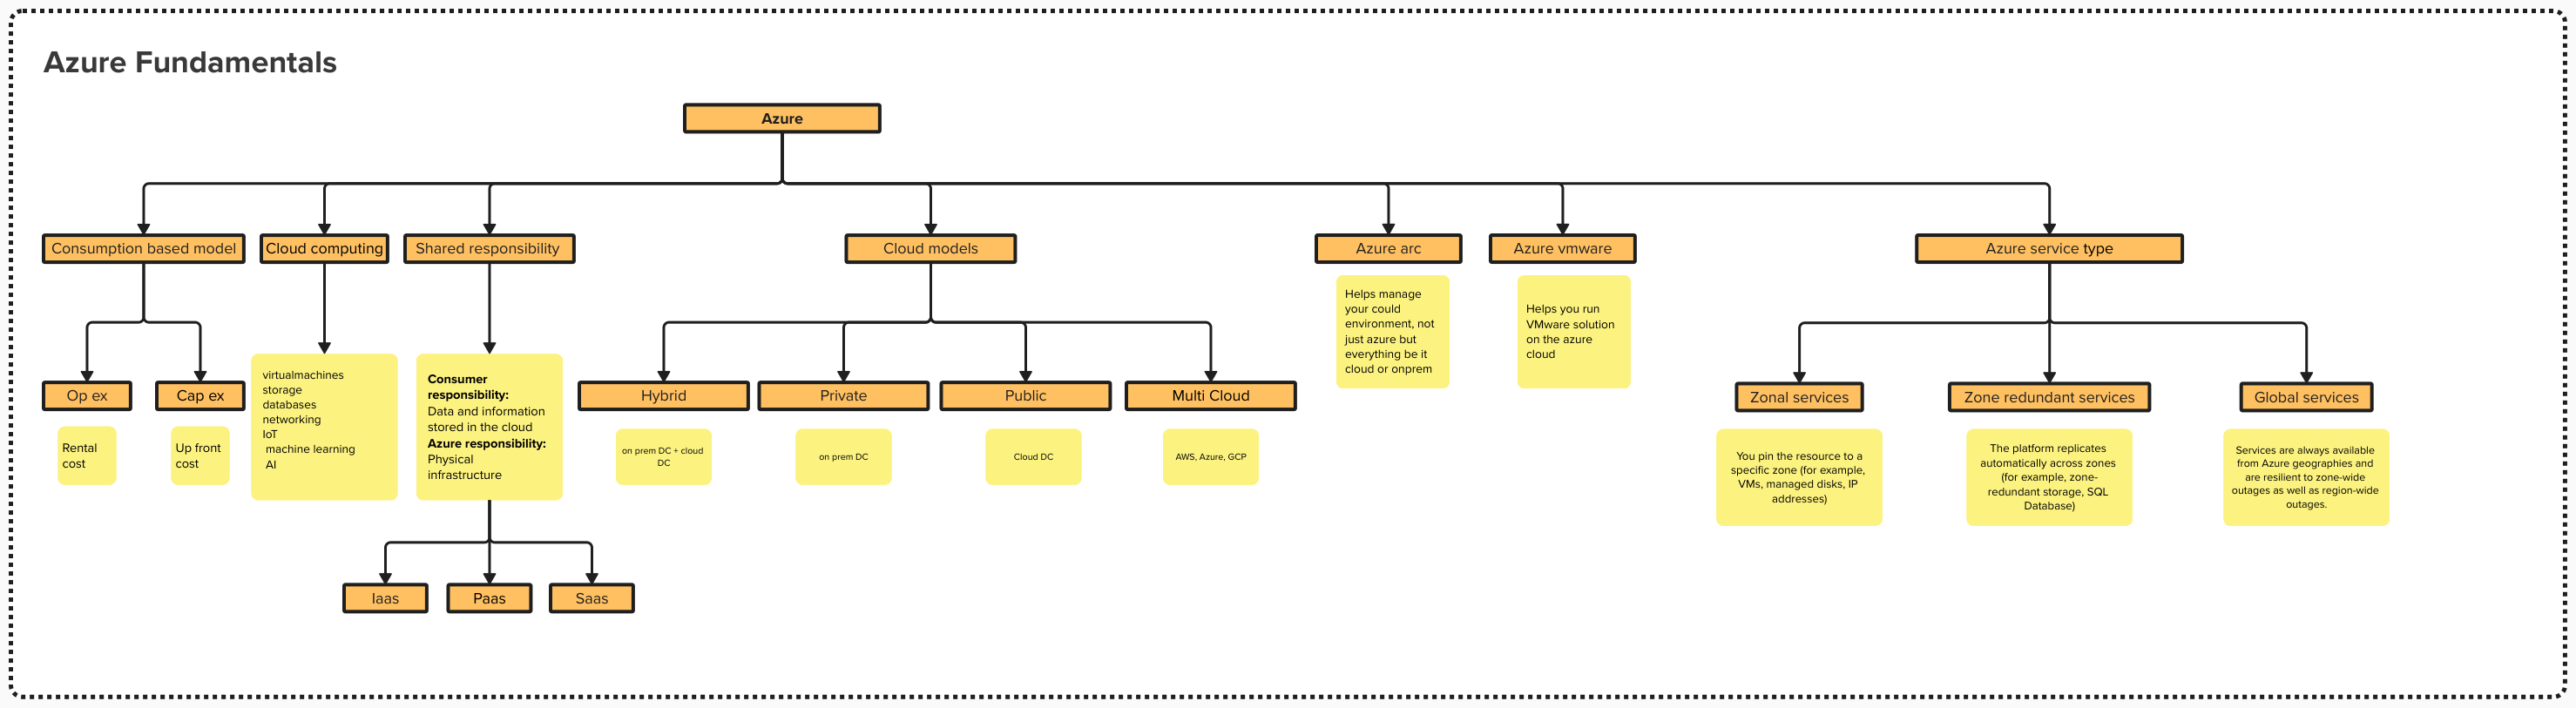 Azure Fundamentals
Azure
Consumption based model
Cloud computing
Shared responsibility
Cloud models
Azure arc
Azure vmware
Azure service type
Helps manage
your could
environment, not
just azure but
everything be it
cloud or onprem
Helps you run
VMware solution
on the azure
cloud
Op ex
Cap ex
Rental
cost
Up front
cost
virtualmachines
storage
databases
networking
IoT
machine learning
AI
Consumer
responsibility:
Data and information
stored in the cloud
Azure responsibility:
Physical
infrastructure
Hybrid
Private
Public
Multi Cloud
on prem DC + cloud
DC
on prem DC
Cloud DC
AWS, Azure, GCP
Zonal services
Zone redundant services
Global services
You pin the resource to a
specific zone (for example,
VMs, managed disks, IP
addresses)
The platform replicates
automatically across zones
(for example, zone-
redundant storage, SQL
Database)
Services are always available
from Azure geographies and
are resilient to zone-wide
outages as well as region-wide
outages.
Iaas
Paas
Saas